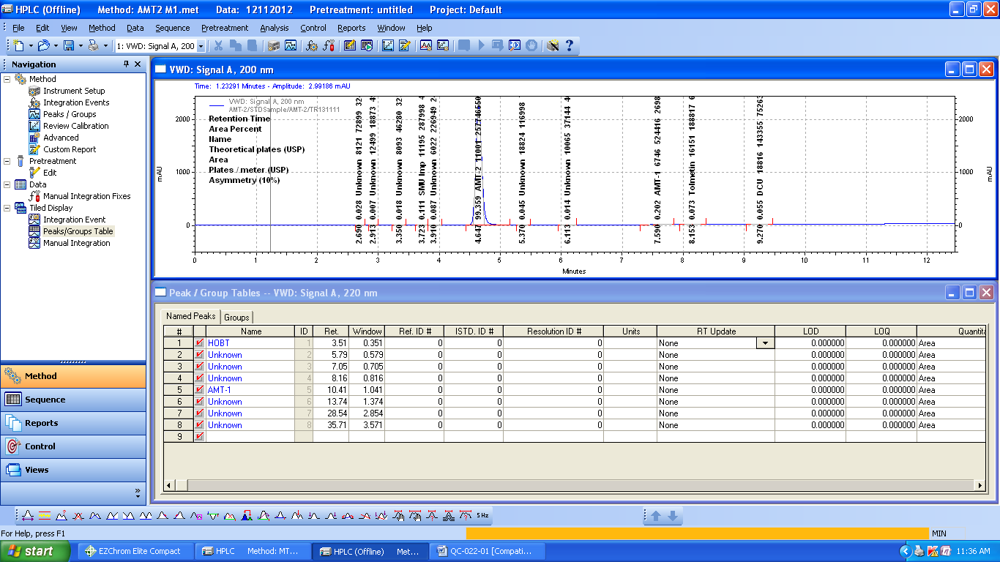 HPLC (Offline) Method: AMT2 M1.met Data: 12112012 Pretreatment: untitled Project: Default
File Edit View Method Data Sequence Pretreatment Analysis Control Reports Window Help
1: VWD: Signal A, 200
Navigation
Method
Instrument Setup
Integration Events
Peaks / Groups
Review Calibration
Advanced
Custom Report
Pretreatment
Edit
Data
Manual Integration Fixes
Tiled Display
Integration Event
Peaks/Groups Table
Manual Integration
Method
Sequence
Reports
Control
Views
VWD: Signal A, 200 nm
Time: 1.23291 Minutes - Amplitude: 2.99186 mAU
VWD: Signal A, 200 nm
AMT-2/STDSample/AMT-2/TR131111
Retention Time
Area Percent
Name
Theoretical plates (USP)
Area
Plates / meter (USP)
Asymmetry (10%)
mAU
2000
1000
0
2.690 0.028 Unknown 8121 72899 32
2.913 0.007 Unknown 12499 18873 4
3.350 0.018 Unknown 8093 46280 32
3.723 0.111 SMU Imp 11195 287998 4
3.910 0.087 Unknown 6022 226949 2
4.647 99.359 AMT-2 11001 257746550
5.370 0.045 Unknown 18824 116998
6.113 0.014 Unknown 10065 37144 4
7.590 0.202 AMT-1 6746 524416 2698
8.153 0.073 Tolmetin 16151 188817 6
9.270 0.055 DCU 18816 143355 75263
2000
1000
0
mAU
0 1 2 3 4 5 6 7 8 9 10 11 12
Minutes
Peak / Group Tables -- VWD: Signal A, 220 nm
Named Peaks Groups
# Name ID Ret. Window Ref. ID # ISTD. ID # Resolution ID # Units RT Update LOD LOQ Quantita
1 HOBT 1 3.51 0.351 0 0 0 None 0.000000 0.000000 Area
2 Unknown 2 5.79 0.579 0 0 0 None 0.000000 0.000000 Area
3 Unknown 3 7.05 0.705 0 0 0 None 0.000000 0.000000 Area
4 Unknown 4 8.16 0.816 0 0 0 None 0.000000 0.000000 Area
5 AMT-1 5 10.41 1.041 0 0 0 None 0.000000 0.000000 Area
6 Unknown 6 13.74 1.374 0 0 0 None 0.000000 0.000000 Area
7 Unknown 7 28.54 2.854 0 0 0 None 0.000000 0.000000 Area
8 Unknown 8 35.71 3.571 0 0 0 None 0.000000 0.000000 Area
9
5 Hz
For Help, press F1
MIN
start EZChrom Elite Compact HPLC Method: MT... HPLC (Offline) Met... QC-022-01 [Compati... 11:36 AM